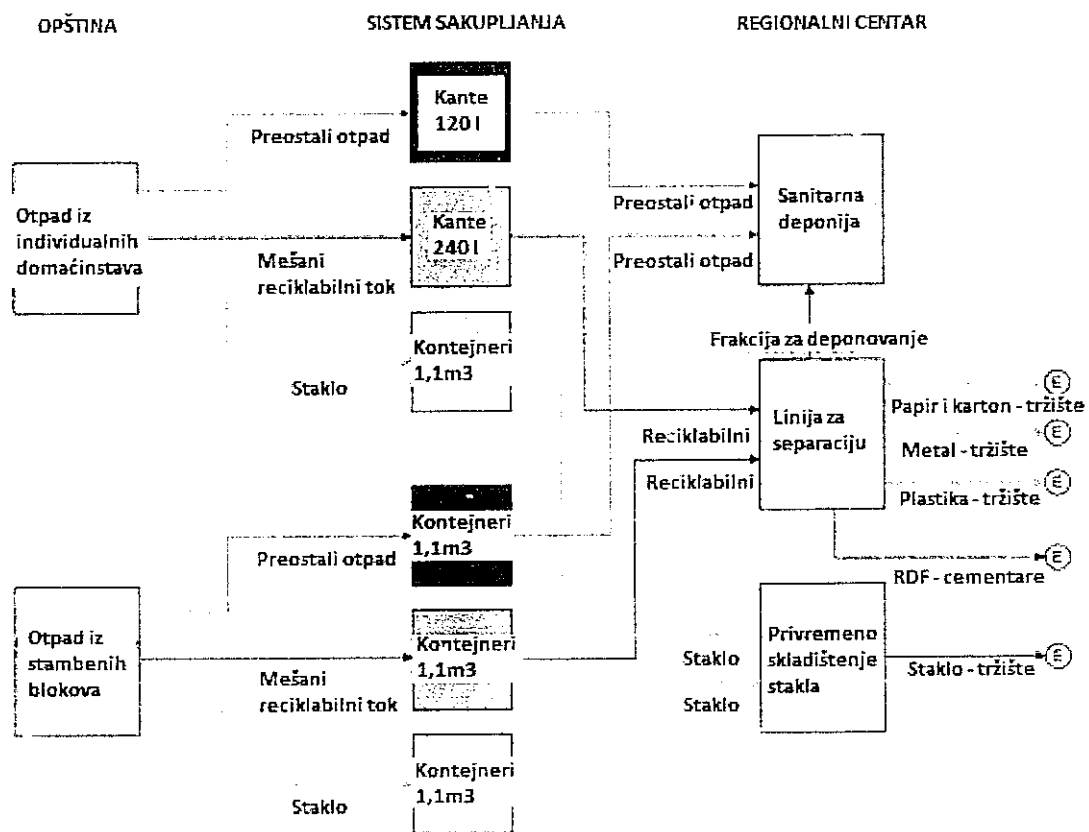 OPŠTINA
SISTEM SAKUPLJANJA
REGIONALNI CENTAR
Kante
120 l
Preostali otpad
Otpad iz
individualnih
domaćinstava
Kante
240 l
Mešani
reciklabilni tok
Kontejneri
1,1m3
Staklo
Preostali otpad
Preostali otpad
Sanitarna
deponija
Frakcija za deponovanje
Linija za
separaciju
Reciklabilni
Reciklabilni
E
Papir i karton - tržište
E
Metal - tržište
E
Plastika - tržište
E
RDF - cementare
Kontejneri
1,1m3
Preostali otpad
Otpad iz
stambenih
blokova
Kontejneri
1,1m3
Mešani
reciklabilni tok
Kontejneri
1,1m3
Staklo
Staklo
Staklo
Privremeno
skladištenje
stakla
E
Staklo - tržište